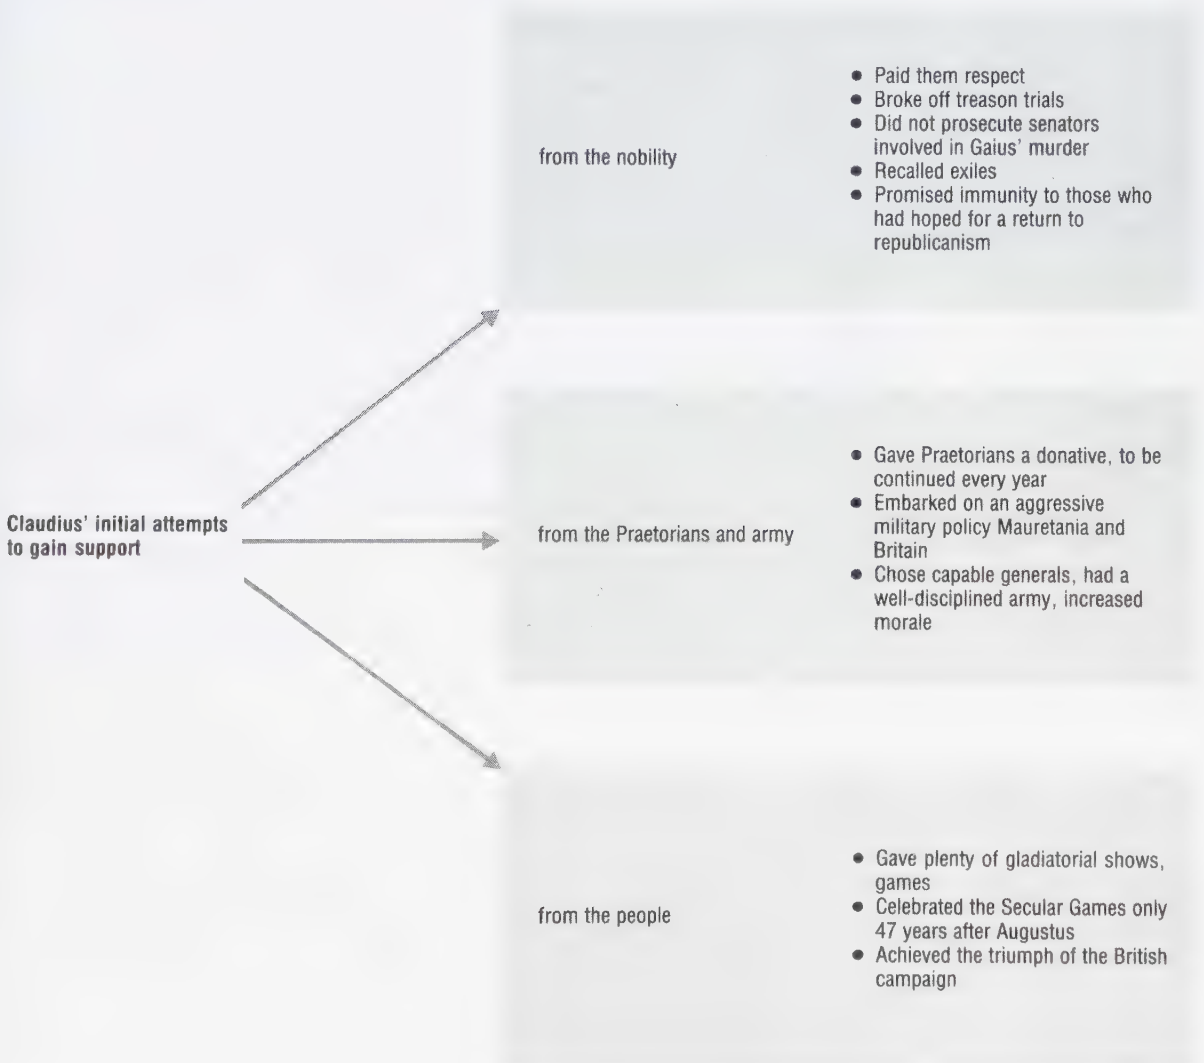 Claudius' initial attempts
to gain support
from the nobility
● Paid them respect
● Broke off treason trials
● Did not prosecute senators
involved in Gaius' murder
● Recalled exiles
● Promised immunity to those who
had hoped for a return to
republicanism
from the Praetorians and army
● Gave Praetorians a donative, to be
continued every year
● Embarked on an aggressive
military policy Mauretania and
Britain
● Chose capable generals, had a
well-disciplined army, increased
morale
from the people
● Gave plenty of gladiatorial shows,
games
● Celebrated the Secular Games only
47 years after Augustus
● Achieved the triumph of the British
campaign